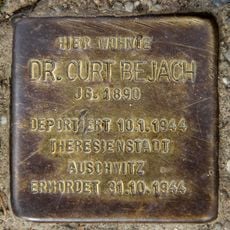 HIER WOHNTE
DR. CURT BEJACH
JG. 1890
DEPORTIERT 10.1.1944
THERESIENSTADT
AUSCHWITZ
ERMORDET 31.10.1944